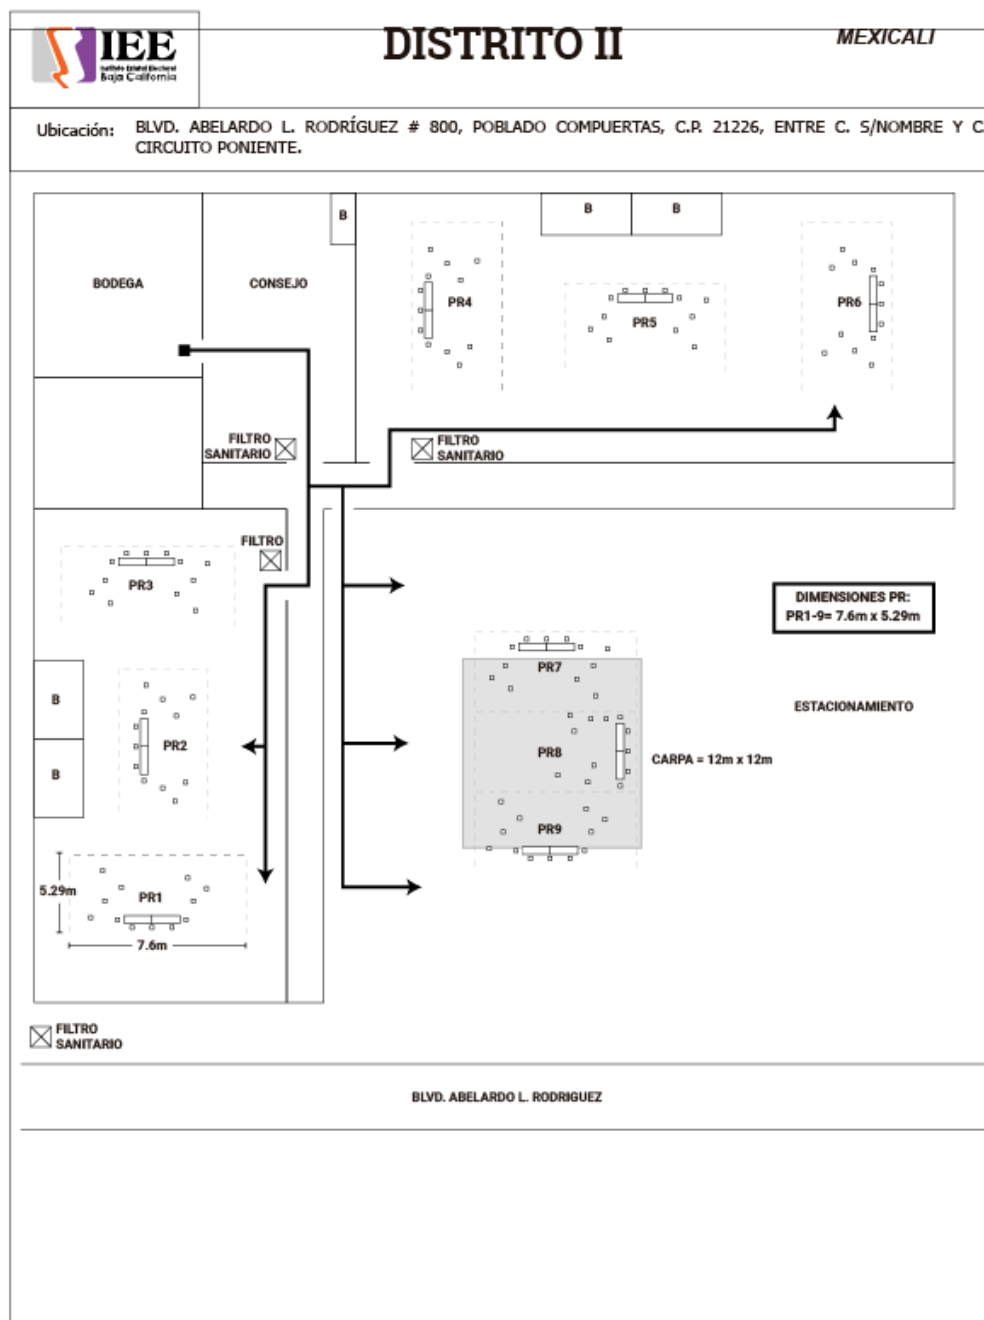 IEE
Instituto Estatal Electoral
Baja California
DISTRITO II
MEXICALI
Ubicación: BLVD. ABELARDO L. RODRÍGUEZ # 800, POBLADO COMPUERTAS, C.P. 21226, ENTRE C. S/NOMBRE Y C.
CIRCUITO PONIENTE.
BODEGA
CONSEJO
B
B
B
PR4
PR5
PR6
FILTRO
SANITARIO
FILTRO
SANITARIO
FILTRO
PR3
B
B
PR2
5.29m
PR1
7.6m
DIMENSIONES PR:
PR1-9= 7.6m x 5.29m
PR7
PR8
PR9
CARPA = 12m x 12m
ESTACIONAMIENTO
FILTRO
SANITARIO
BLVD. ABELARDO L. RODRIGUEZ